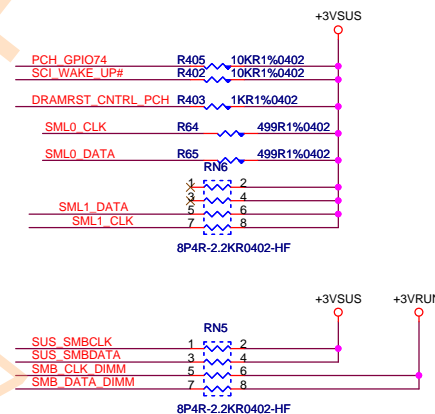 +3VSUS
PCH_GPIO74 R405 10KR1%0402
SCI_WAKE_UP# R402 10KR1%0402
DRAMRST_CNTRL_PCH R403 1KR1%0402
SML0_CLK R64 499R1%0402
SML0_DATA R65 499R1%0402
RN6
1 2
3 4
SML1_DATA 5 6
SML1_CLK 7 8
8P4R-2.2KR0402-HF
+3VSUS +3VRUN
RN5
SUS_SMBCLK 1 2
SUS_SMBDATA 3 4
SMB_CLK_DIMM 5 6
SMB_DATA_DIMM 7 8
8P4R-2.2KR0402-HF